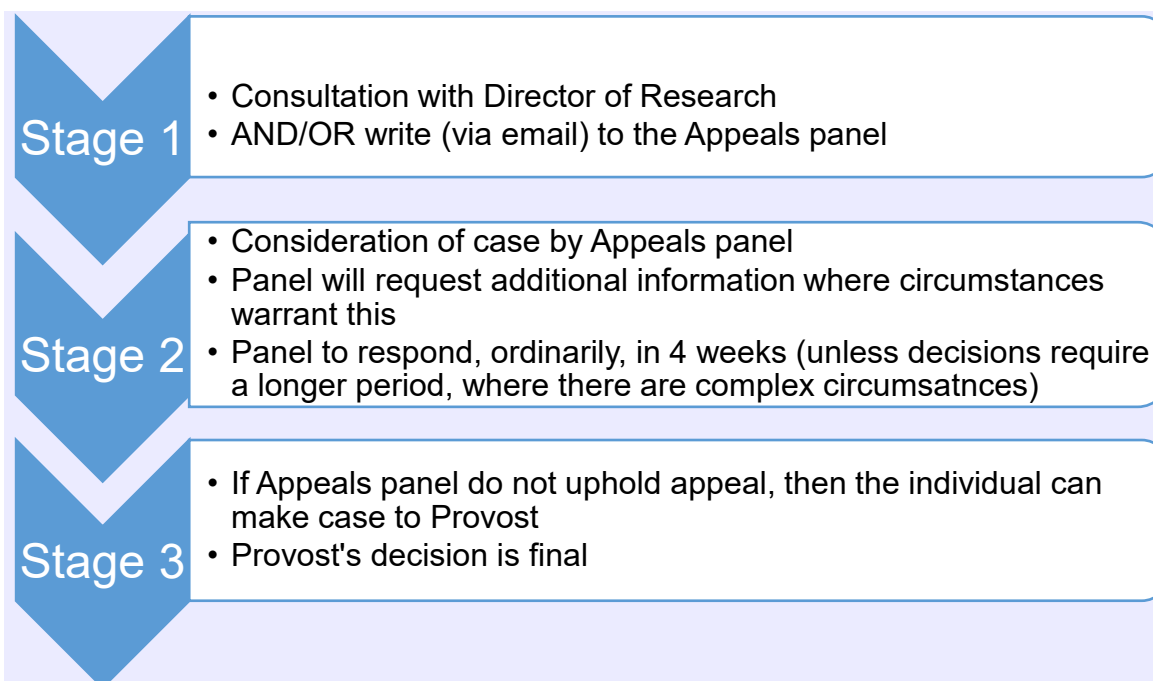 Stage 1
• Consultation with Director of Research
• AND/OR write (via email) to the Appeals panel
Stage 2
• Consideration of case by Appeals panel
• Panel will request additional information where circumstances
warrant this
• Panel to respond, ordinarily, in 4 weeks (unless decisions require
a longer period, where there are complex circumsatnces)
Stage 3
• If Appeals panel do not uphold appeal, then the individual can
make case to Provost
• Provost's decision is final